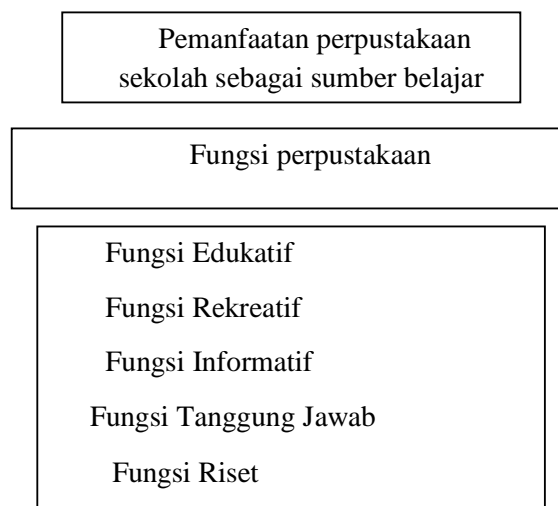 Pemanfaatan perpustakaan
sekolah sebagai sumber belajar
Fungsi perpustakaan
Fungsi Edukatif
Fungsi Rekreatif
Fungsi Informatif
Fungsi Tanggung Jawab
Fungsi Riset